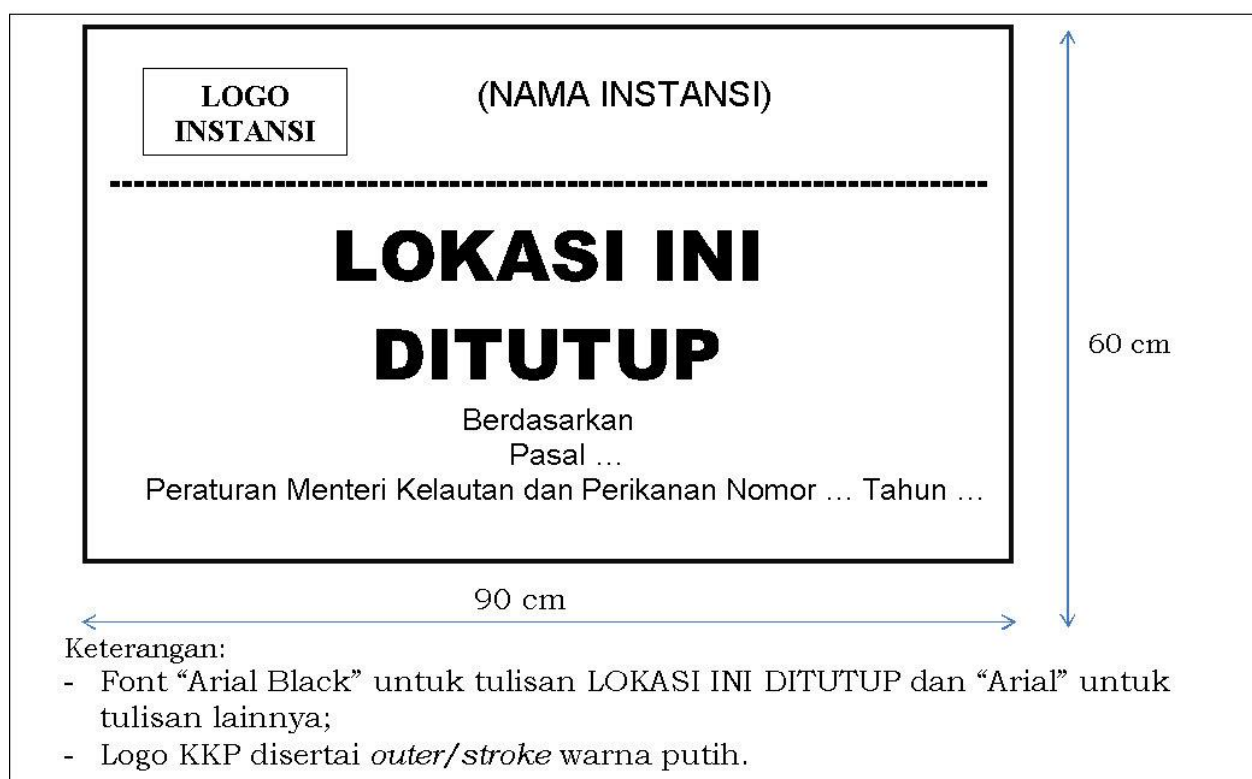 LOGO
INSTANSI
(NAMA INSTANSI)
LOKASI INI
DITUTUP
Berdasarkan
Pasal ...
Peraturan Menteri Kelautan dan Perikanan Nomor ... Tahun ...
60 cm
90 cm
Keterangan:
- Font “Arial Black” untuk tulisan LOKASI INI DITUTUP dan “Arial” untuk
tulisan lainnya;
- Logo KKP disertai outer/stroke warna putih.